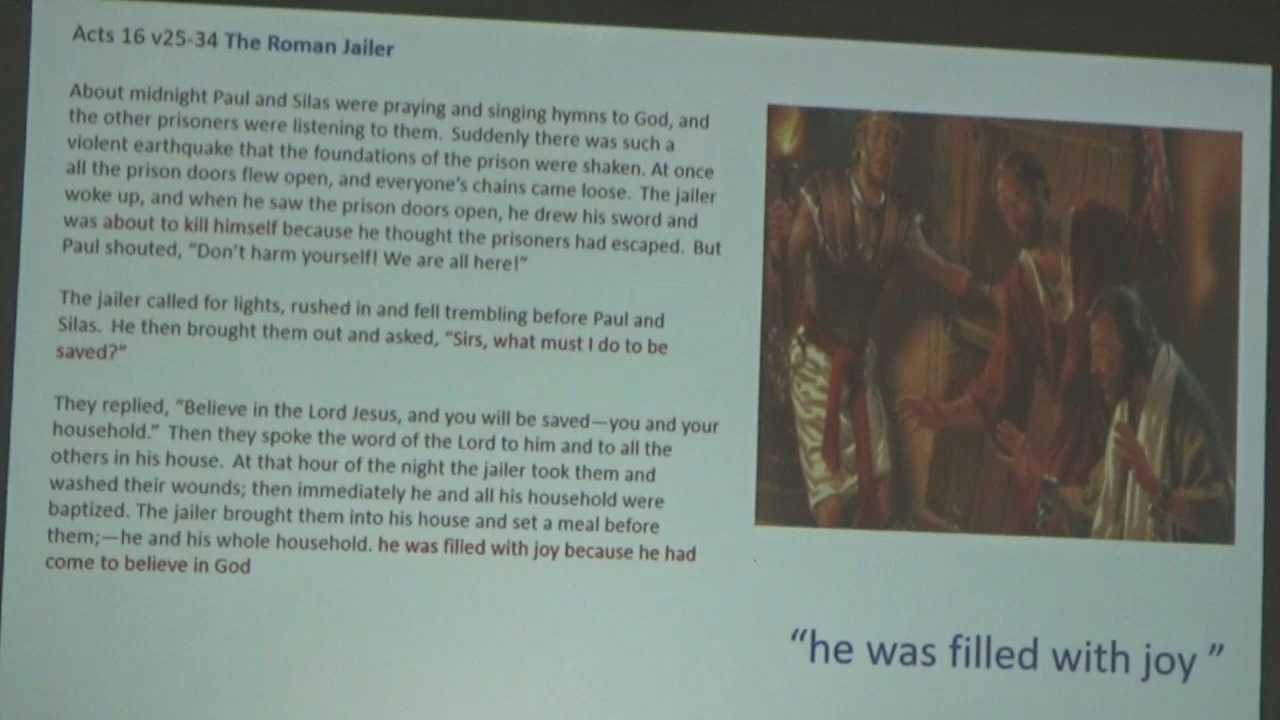 Acts 16 v25-34 The Roman Jailer
About midnight Paul and Silas were praying and singing hymns to God, and
the other prisoners were listening to them. Suddenly there was such a
violent earthquake that the foundations of the prison were shaken. At once
all the prison doors flew open, and everyone's chains came loose. The jailer
woke up, and when he saw the prison doors open, he drew his sword and
was about to kill himself because he thought the prisoners had escaped. But
Paul shouted, “Don't harm yourself! We are all here!”
The jailer called for lights, rushed in and fell trembling before Paul and
Silas. He then brought them out and asked, “Sirs, what must I do to be
saved?”
They replied, “Believe in the Lord Jesus, and you will be saved—you and your
household.” Then they spoke the word of the Lord to him and to all the
others in his house. At that hour of the night the jailer took them and
washed their wounds; then immediately he and all his household were
baptized. The jailer brought them into his house and set a meal before
them;—he and his whole household. he was filled with joy because he had
come to believe in God
“he was filled with joy ”